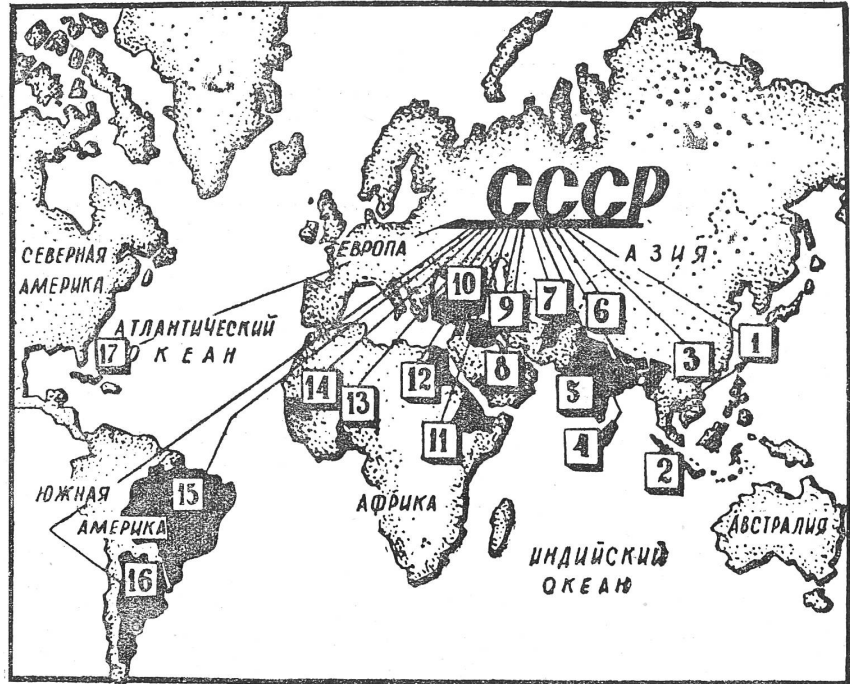 СССР
ЕВРОПА
АЗИЯ
СЕВЕРНАЯ
АМЕРИКА
АТЛАНТИЧЕСКИЙ
ОКЕАН
10
9
7
6
17
3
1
14
13
12
8
5
11
4
2
15
ЮЖНАЯ
АМЕРИКА
АФРИКА
АВСТРАЛИЯ
16
ИНДИЙСКИЙ
ОКЕАЮ